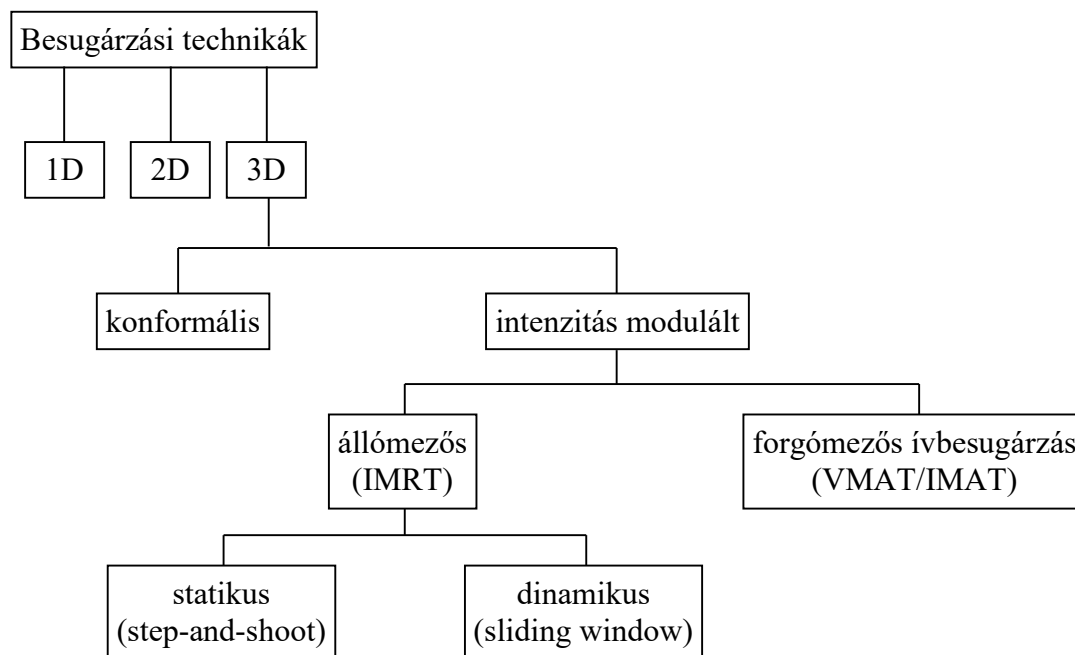 Besugárzási technikák
1D
2D
3D
konformális
intenzitás modulált
állómezős
(IMRT)
forgómezős ívbesugárzás
(VMAT/IMAT)
statikus
(step-and-shoot)
dinamikus
(sliding window)